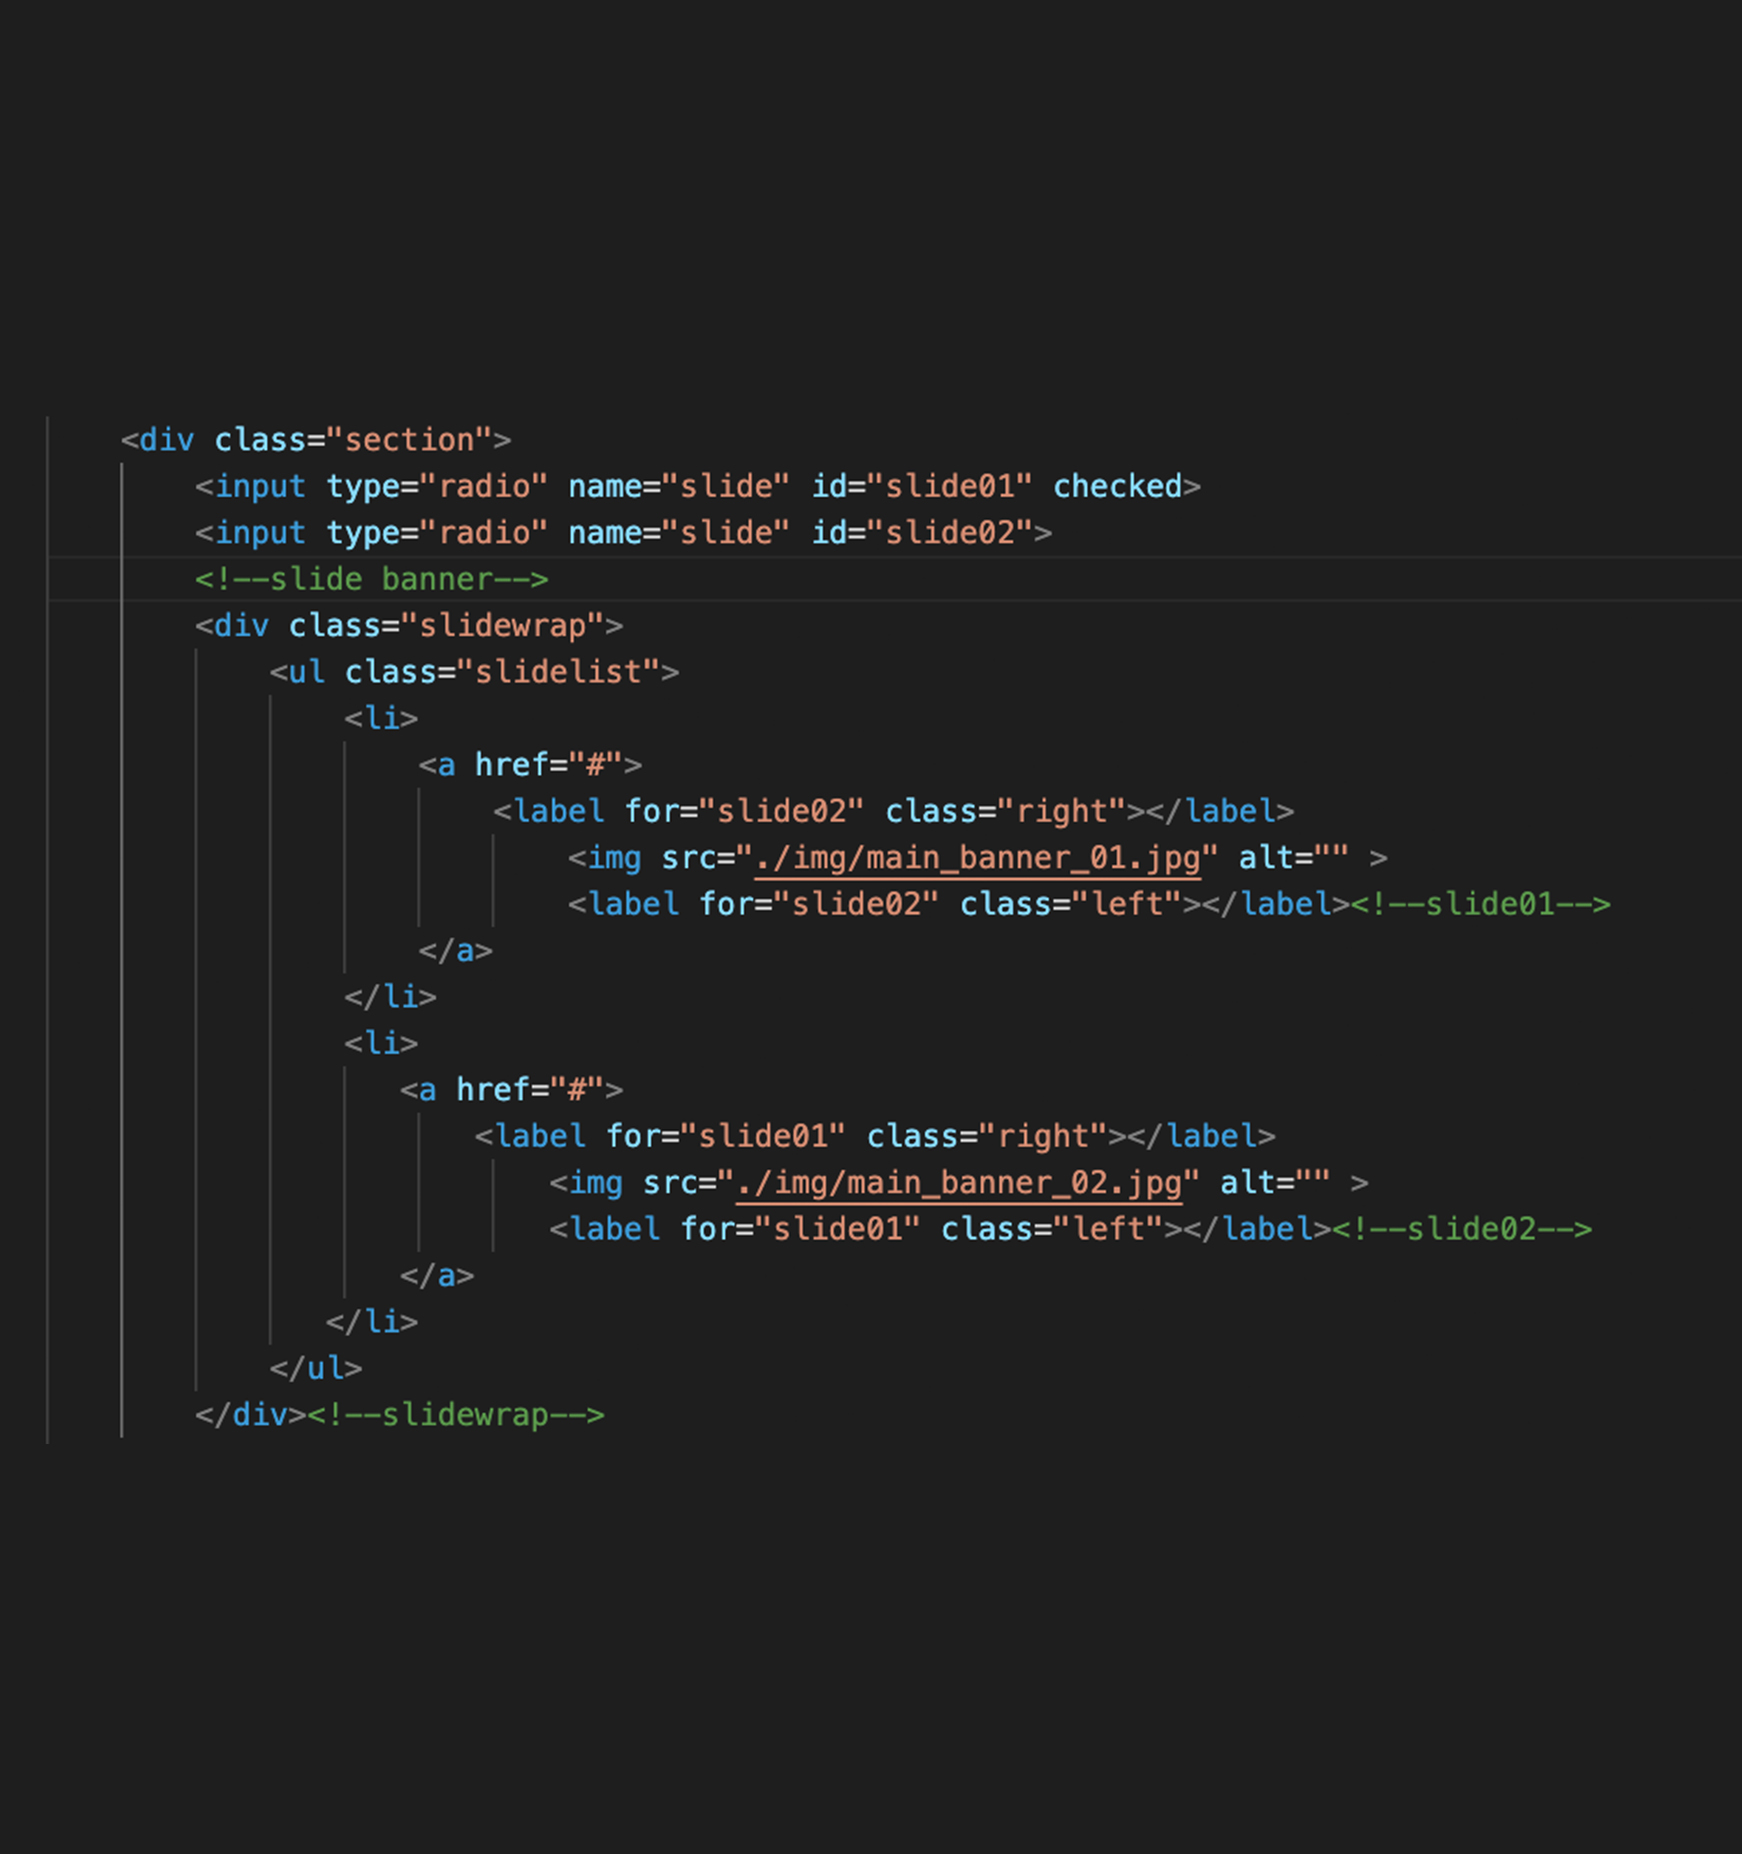 <div class="section">
<input type="radio" name="slide" id="slide01" checked>
<input type="radio" name="slide" id="slide02">
<!--slide banner-->
<div class="slidewrap">
<ul class="slidelist">
<li>
<a href="#">
<label for="slide02" class="right"></label>
<img src="./img/main_banner_01.jpg" alt="" >
<label for="slide02" class="left"></label><!--slide01-->
</a>
</li>
<li>
<a href="#">
<label for="slide01" class="right"></label>
<img src="./img/main_banner_02.jpg" alt="" >
<label for="slide01" class="left"></label><!--slide02-->
</a>
</li>
</ul>
</div><!--slidewrap-->